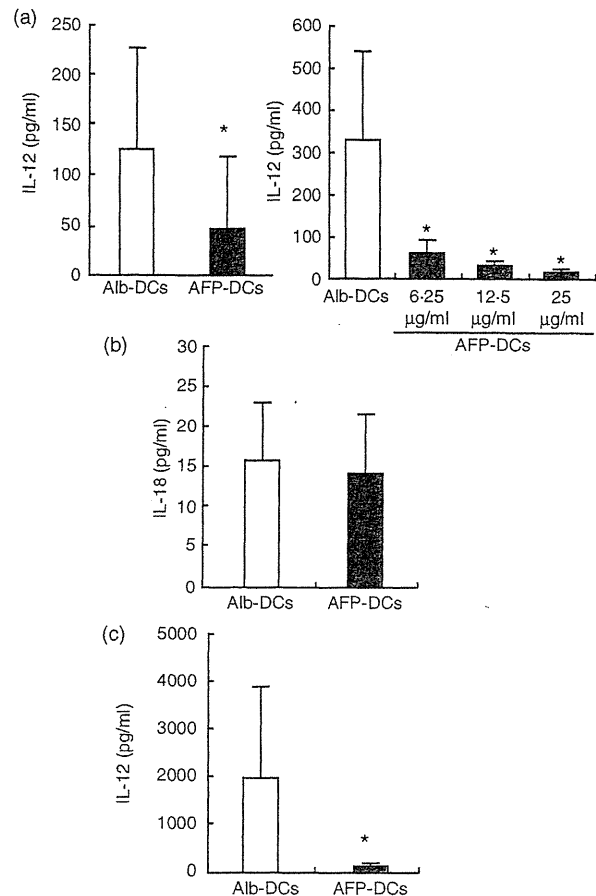 (a)
250
200
150
100
50
0
IL-12 (pg/ml)
*
Alb-DCs
AFP-DCs
600
500
400
300
200
100
0
IL-12 (pg/ml)
*
*
*
Alb-DCs
6·25
µg/ml
12·5
µg/ml
25
µg/ml
AFP-DCs
(b)
30
25
20
15
10
5
0
IL-18 (pg/ml)
Alb-DCs
AFP-DCs
(c)
5000
4000
3000
2000
1000
0
IL-12 (pg/ml)
*
Alb-DCs
AFP-DCs